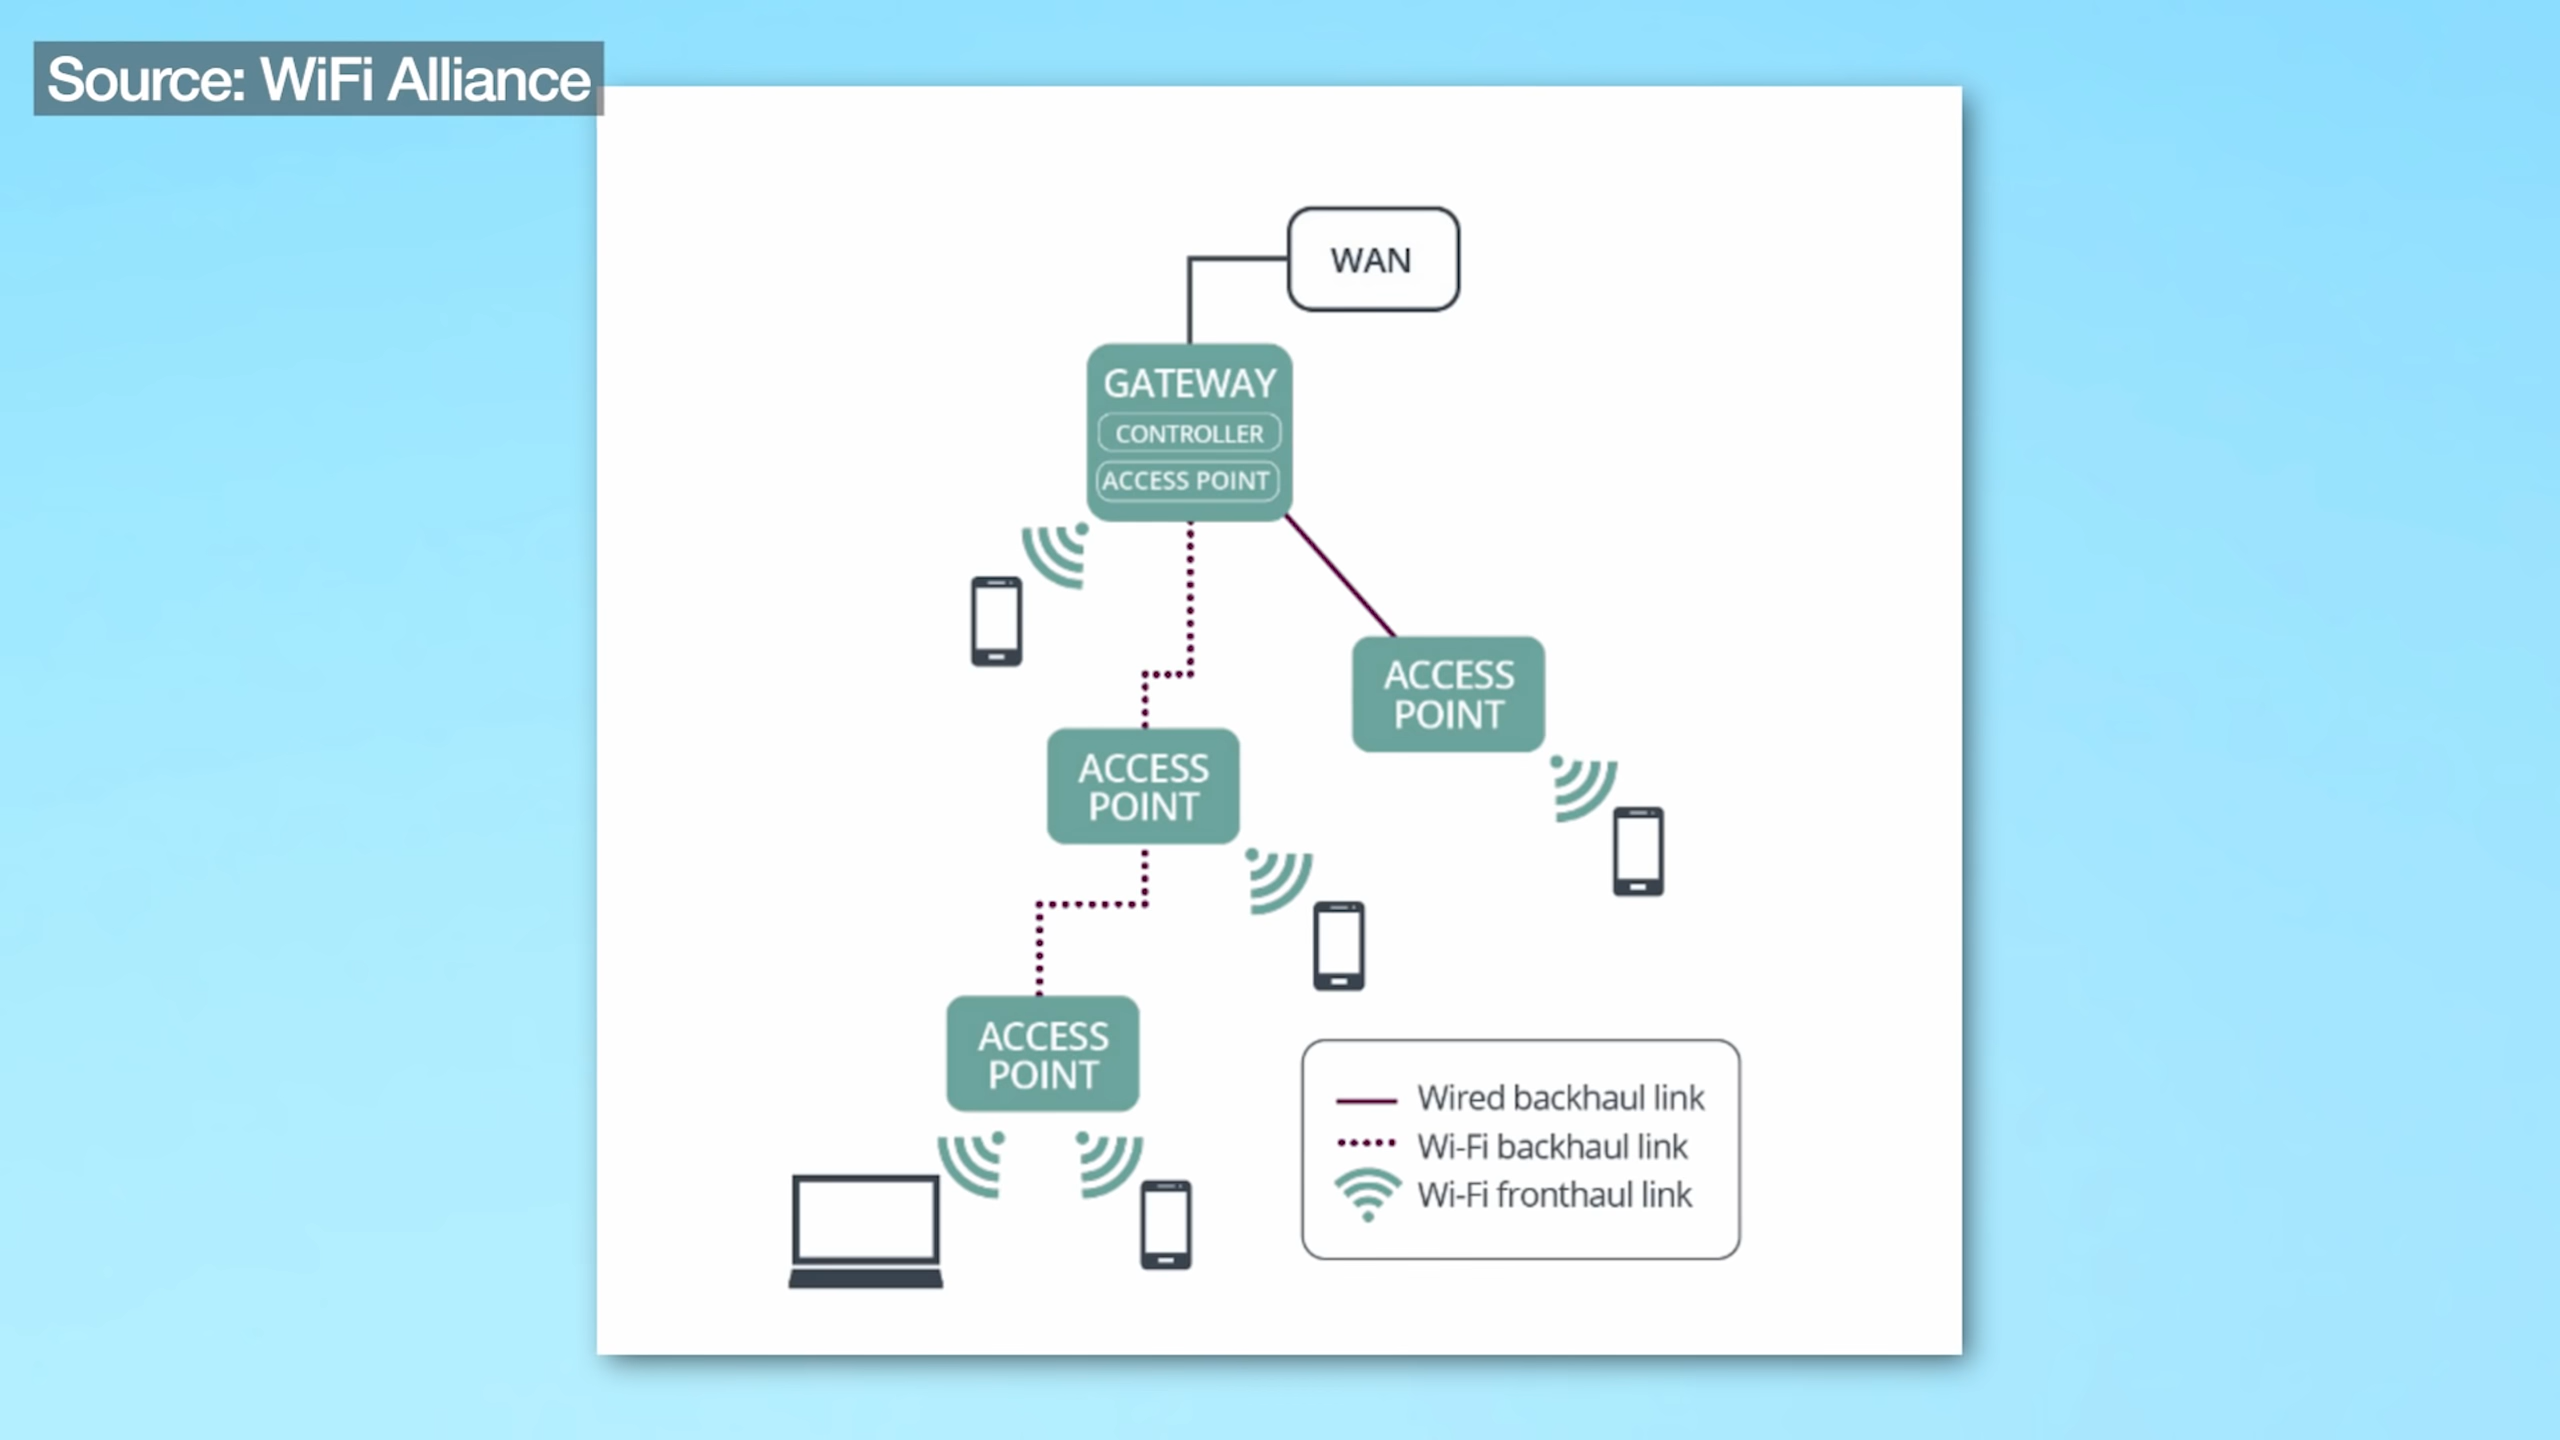 Source: WiFi Alliance
WAN
GATEWAY
CONTROLLER
ACCESS POINT
ACCESS
POINT
ACCESS
POINT
ACCESS
POINT
Wired backhaul link
Wi-Fi backhaul link
Wi-Fi fronthaul link